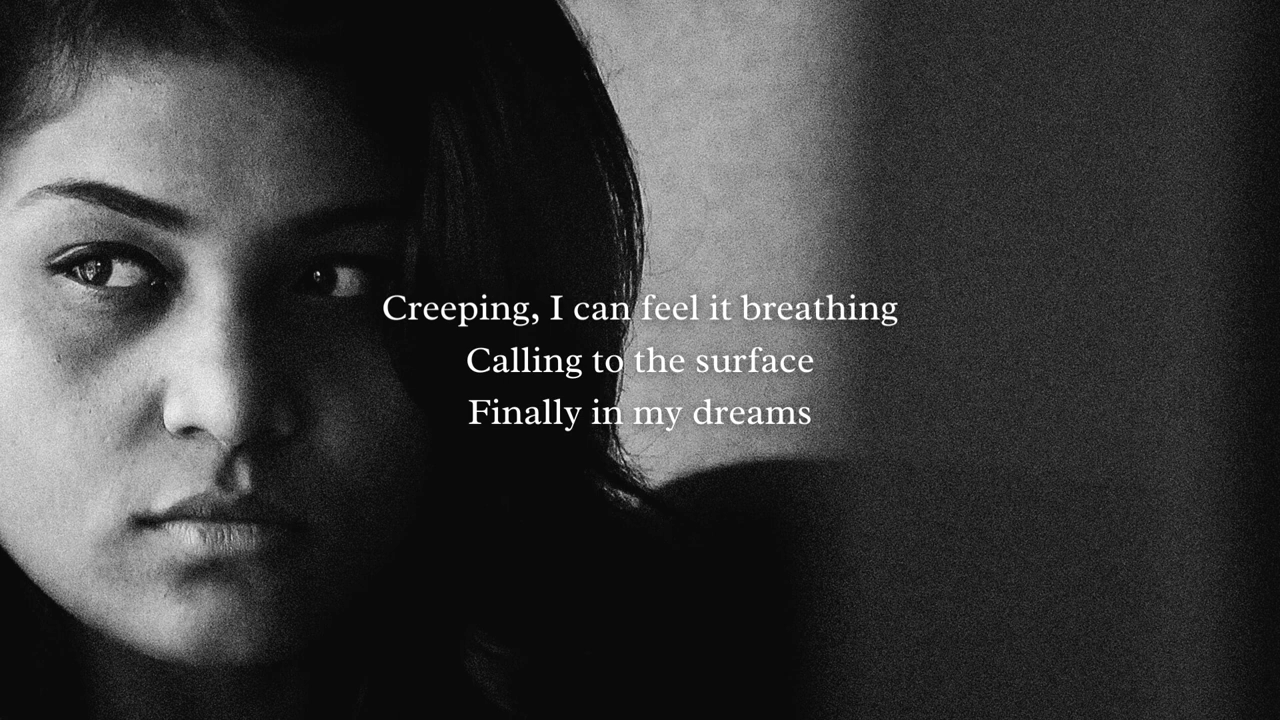 Creeping, I can feel it breathing
Calling to the surface
Finally in my dreams